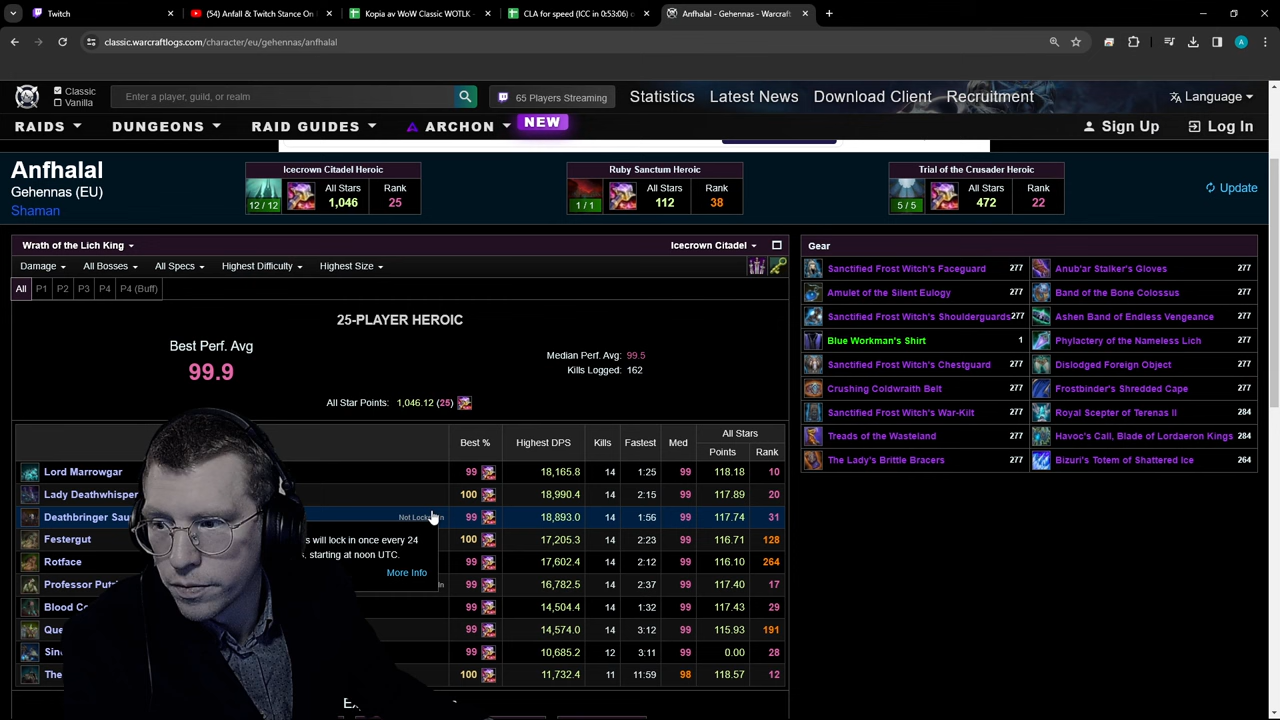 Twitch
(54) Anfall & Twitch Stance On
Kopia av WoW Classic WOTLK -
CLA for speed (ICC in 0:53:06)
Anfhalal - Gehennas - Warcraft
classic.warcraftlogs.com/character/eu/gehennas/anfhalal
A
Classic
Vanilla
Enter a player, guild, or realm
65 Players Streaming
Statistics
Latest News
Download Client
Recruitment
Language
RAIDS
DUNGEONS
RAID GUIDES
ARCHON
NEW
Sign Up
Log In
Anfhalal
Gehennas (EU)
Shaman
Icecrown Citadel Heroic
12 / 12
All Stars
1,046
Rank
25
Ruby Sanctum Heroic
1 / 1
All Stars
112
Rank
38
Trial of the Crusader Heroic
5 / 5
All Stars
472
Rank
22
Update
Wrath of the Lich King
Icecrown Citadel
Damage
All Bosses
All Specs
Highest Difficulty
Highest Size
All
P1
P2
P3
P4
P4 (Buff)
25-PLAYER HEROIC
Best Perf. Avg
99.9
Median Perf. Avg: 99.5
Kills Logged: 162
All Star Points: 1,046.12 (25)
Best %
Highest DPS
Kills
Fastest
Med
All Stars
Points
Rank
Lord Marrowgar 99 18,165.8 14 1:25 99 118.18 10
Lady Deathwhisper 100 18,990.4 14 2:15 99 117.89 20
Deathbringer Sau Not Lock n 99 18,893.0 14 1:56 99 117.74 31
Festergut 100 17,205.3 14 2:23 99 116.71 128
Rotface 99 17,602.4 14 2:12 99 116.10 264
Professor Put 99 16,782.5 14 2:37 99 117.40 17
Blood Co 99 14,504.4 14 1:32 99 117.43 29
Que 99 14,574.0 14 3:12 99 115.93 191
Sin 99 10,685.2 12 3:11 99 0.00 28
The 100 11,732.4 11 11:59 98 118.57 12
s will lock in once every 24
, starting at noon UTC.
More Info
Gear
Sanctified Frost Witch's Faceguard 277
Amulet of the Silent Eulogy 277
Sanctified Frost Witch's Shoulderguards 277
Blue Workman's Shirt 1
Sanctified Frost Witch's Chestguard 277
Crushing Coldwraith Belt 277
Sanctified Frost Witch's War-Kilt 277
Treads of the Wasteland 277
The Lady's Brittle Bracers 277
Anub'ar Stalker's Gloves 277
Band of the Bone Colossus 277
Ashen Band of Endless Vengeance 277
Phylactery of the Nameless Lich 277
Dislodged Foreign Object 277
Frostbinder's Shredded Cape 277
Royal Scepter of Terenas II 284
Havoc's Call, Blade of Lordaeron Kings 284
Bizuri's Totem of Shattered Ice 264